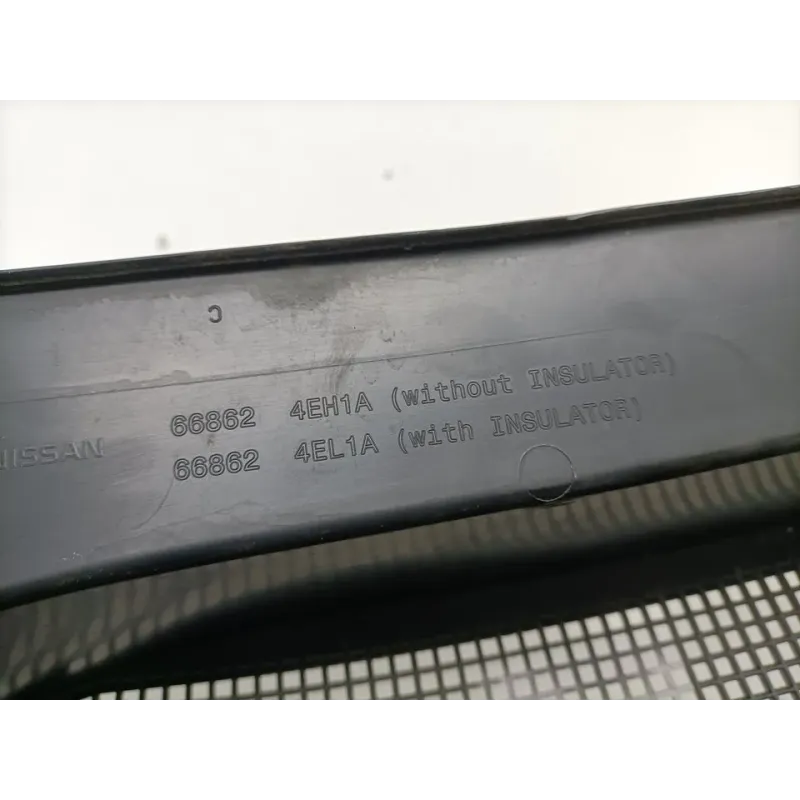 C
66862 4EH1A (without INSULATOR)
NISSAN
66862 4EL1A (with INSULATOR)